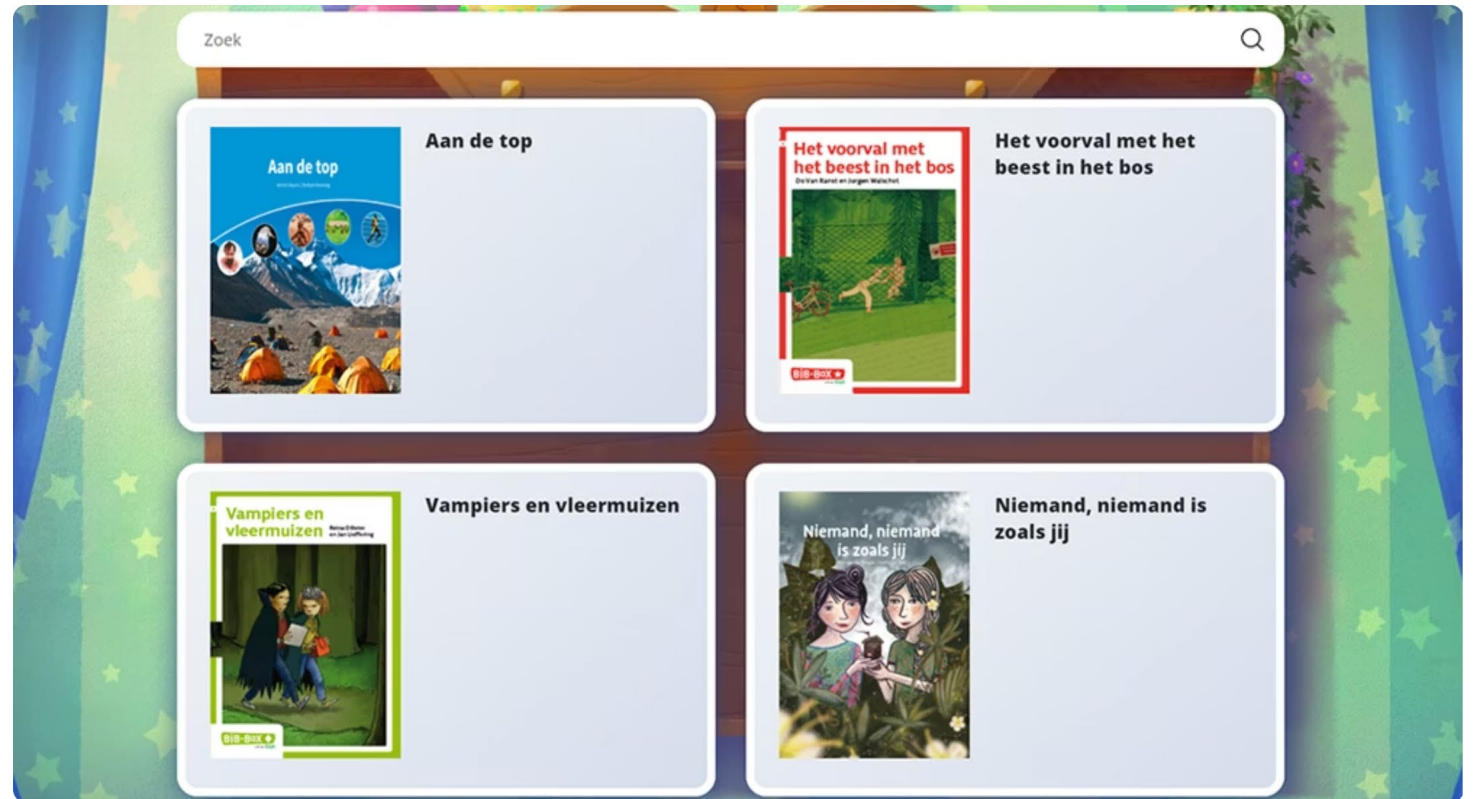 Zoek
Aan de top
Aan de top
Het voorval met
het beest in het bos
Do Van Ranst en Jurgen Walschot
BIB-BOX
Het voorval met het
beest in het bos
Vampiers en
vleermuizen
BIB-BOX
Vampiers en vleermuizen
Niemand, niemand
is zoals jij
Niemand, niemand is
zoals jij